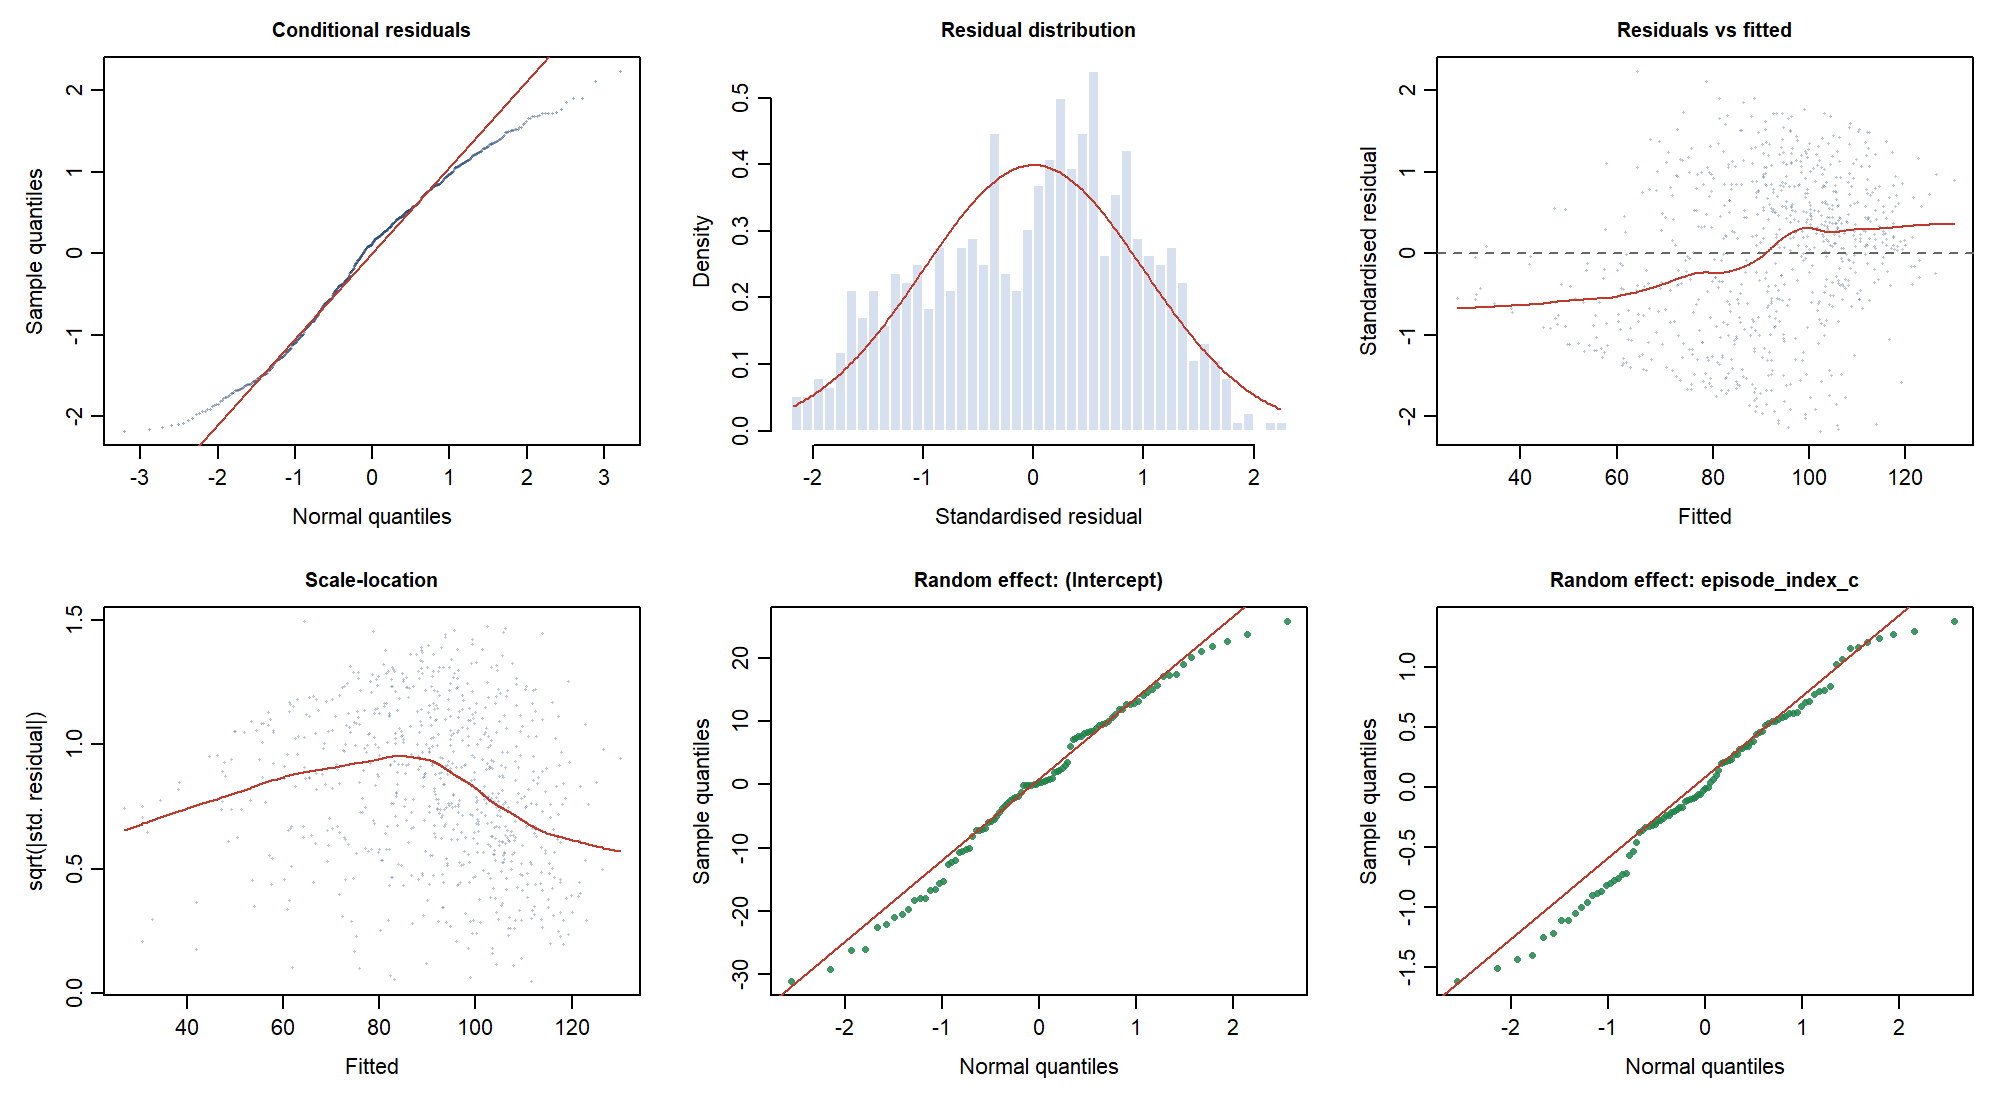 Conditional residuals
Sample quantiles
2
1
0
-1
-2
-3 -2 -1 0 1 2 3
Normal quantiles
Residual distribution
Density
0.5
0.4
0.3
0.2
0.1
0.0
-2 -1 0 1 2
Standardised residual
Residuals vs fitted
Standardised residual
2
1
0
-1
-2
40 60 80 100 120
Fitted
Scale-location
sqrt(|std. residual|)
1.5
1.0
0.5
0.0
40 60 80 100 120
Fitted
Random effect: (Intercept)
Sample quantiles
20
10
0
-10
-20
-30
-2 -1 0 1 2
Normal quantiles
Random effect: episode_index_c
Sample quantiles
1.0
0.5
0.0
-0.5
-1.0
-1.5
-2 -1 0 1 2
Normal quantiles